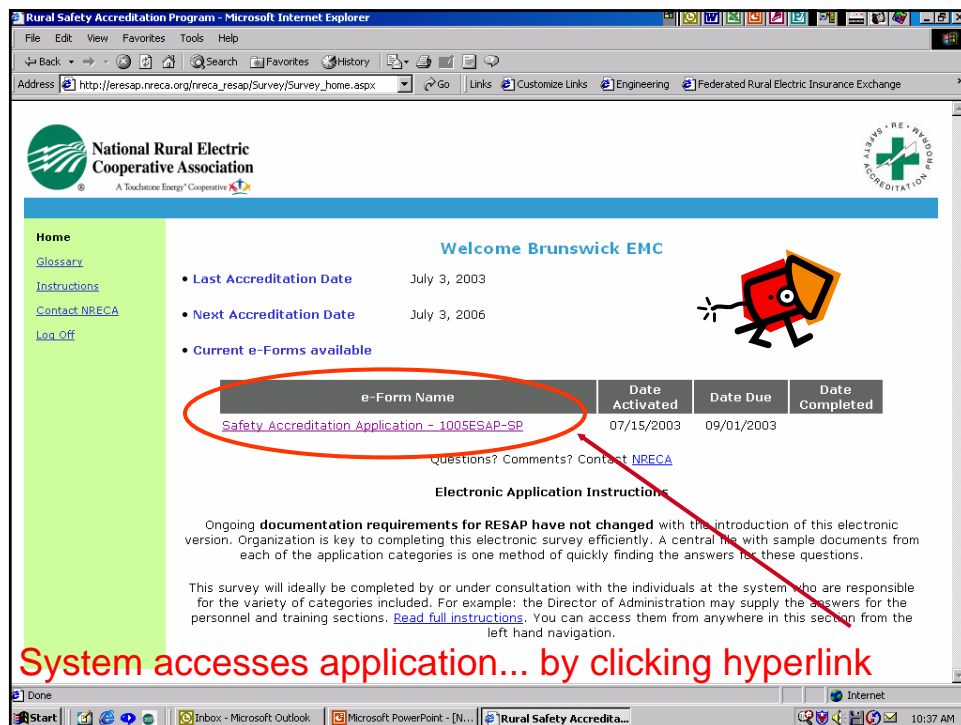 Rural Safety Accreditation Program - Microsoft Internet Explorer
File Edit View Favorites Tools Help
Back Search Favorites History
Address http://eresap.nreca.org/nreca_resap/Survey/Survey_home.aspx Go Links Customize Links Engineering Federated Rural Electric Insurance Exchange
National Rural Electric
Cooperative Association
®
A Touchstone Energy® Cooperative
RE
SAFETY ACCREDITATION PROGRAM
Home
Glossary
Instructions
Contact NRECA
Log Off
Welcome Brunswick EMC
• Last Accreditation Date July 3, 2003
• Next Accreditation Date July 3, 2006
• Current e-Forms available
e-Form Name Date Activated Date Due Date Completed
Safety Accreditation Application - 1005ESAP-SP 07/15/2003 09/01/2003
Questions? Comments? Contact NRECA
Electronic Application Instructions
Ongoing documentation requirements for RESAP have not changed with the introduction of this electronic
version. Organization is key to completing this electronic survey efficiently. A central file with sample documents from
each of the application categories is one method of quickly finding the answers for these questions.
This survey will ideally be completed by or under consultation with the individuals at the system who are responsible
for the variety of categories included. For example: the Director of Administration may supply the answers for the
personnel and training sections. Read full instructions. You can access them from anywhere in this section from the
left hand navigation.
System accesses application... by clicking hyperlink
Done Internet
Start Inbox - Microsoft Outlook Microsoft PowerPoint - [N... Rural Safety Accredita... 10:37 AM